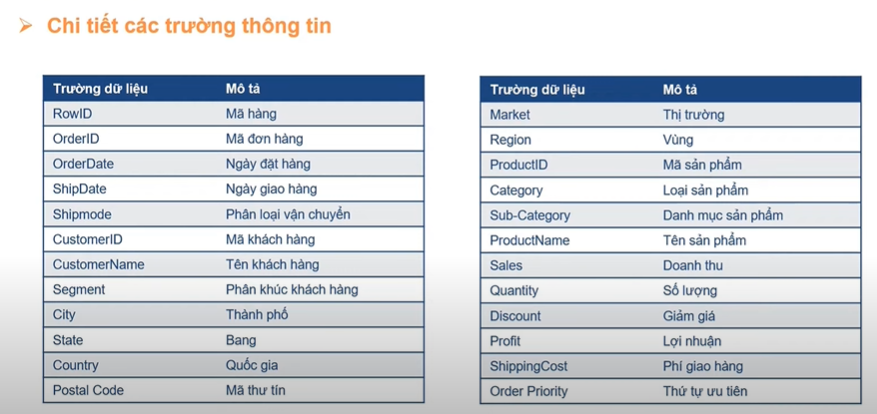 Chi tiết các trường thông tin
Trường dữ liệu Mô tả
RowID Mã hàng
OrderID Mã đơn hàng
OrderDate Ngày đặt hàng
ShipDate Ngày giao hàng
Shipmode Phân loại vận chuyển
CustomerID Mã khách hàng
CustomerName Tên khách hàng
Segment Phân khúc khách hàng
City Thành phố
State Bang
Country Quốc gia
Postal Code Mã thư tín
Trường dữ liệu Mô tả
Market Thị trường
Region Vùng
ProductID Mã sản phẩm
Category Loại sản phẩm
Sub-Category Danh mục sản phẩm
ProductName Tên sản phẩm
Sales Doanh thu
Quantity Số lượng
Discount Giảm giá
Profit Lợi nhuận
ShippingCost Phí giao hàng
Order Priority Thứ tự ưu tiên